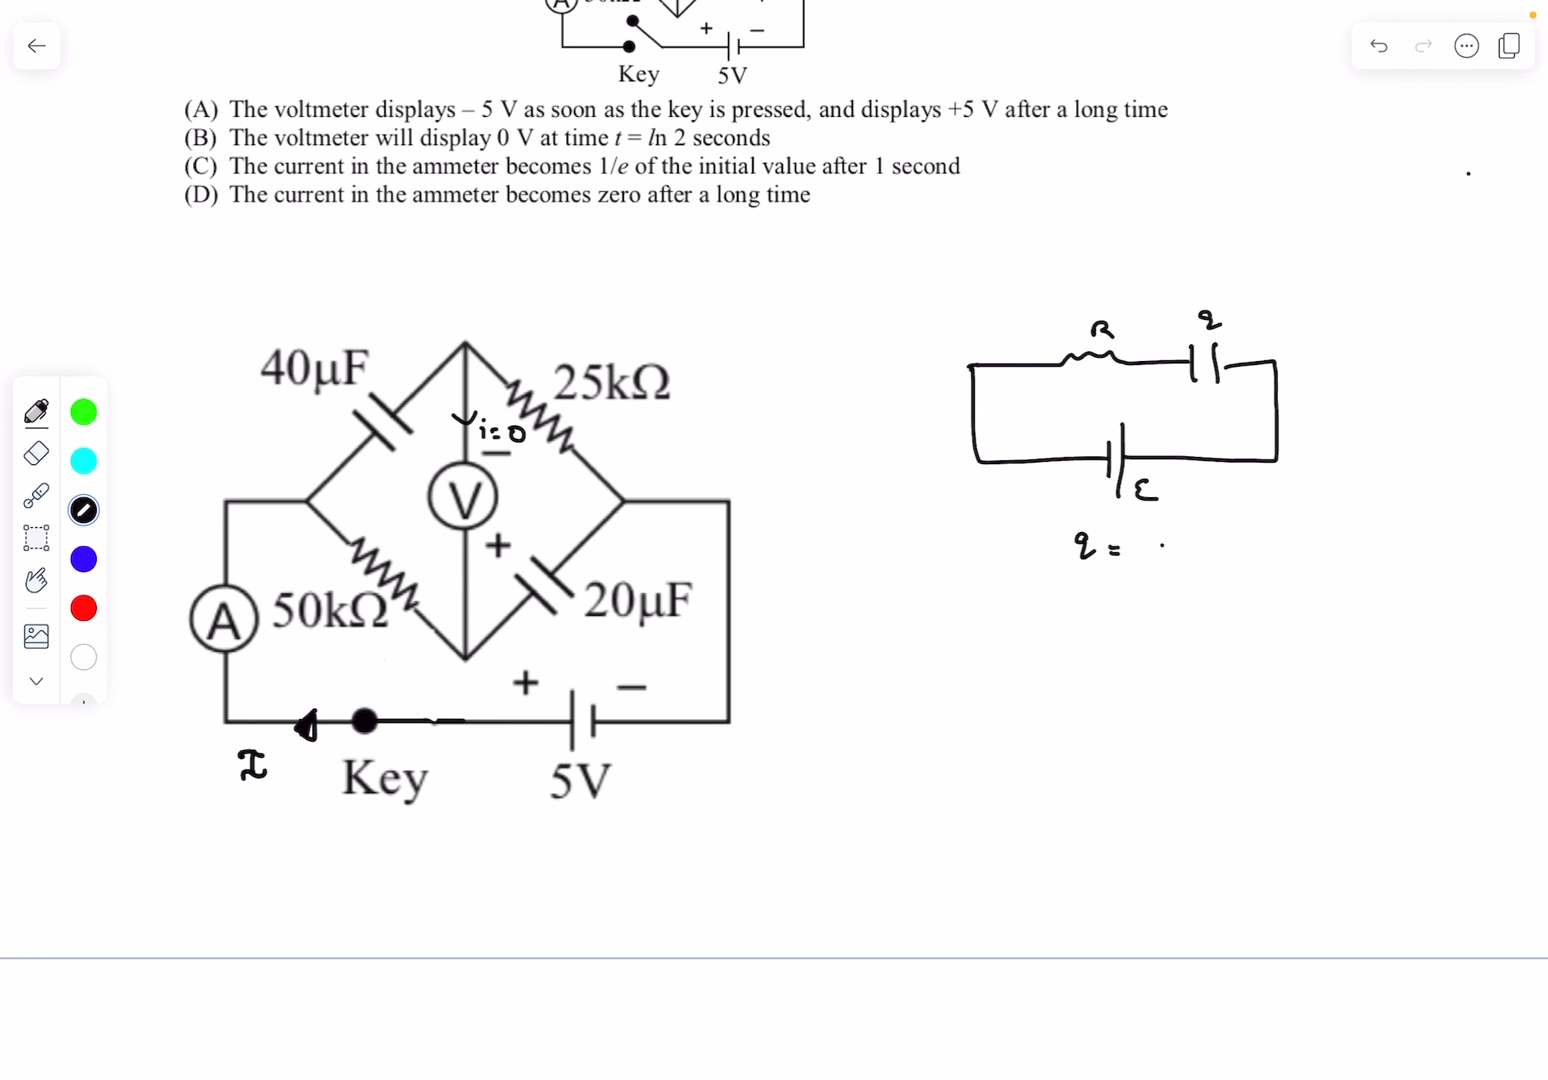 + −
Key 5V
(A) The voltmeter displays – 5 V as soon as the key is pressed, and displays +5 V after a long time
(B) The voltmeter will display 0 V at time t = ln 2 seconds
(C) The current in the ammeter becomes 1/e of the initial value after 1 second
(D) The current in the ammeter becomes zero after a long time
40μF
25kΩ
i=0
−
V
+
A 50kΩ
20μF
+ −
I
Key 5V
R q
ε
q =